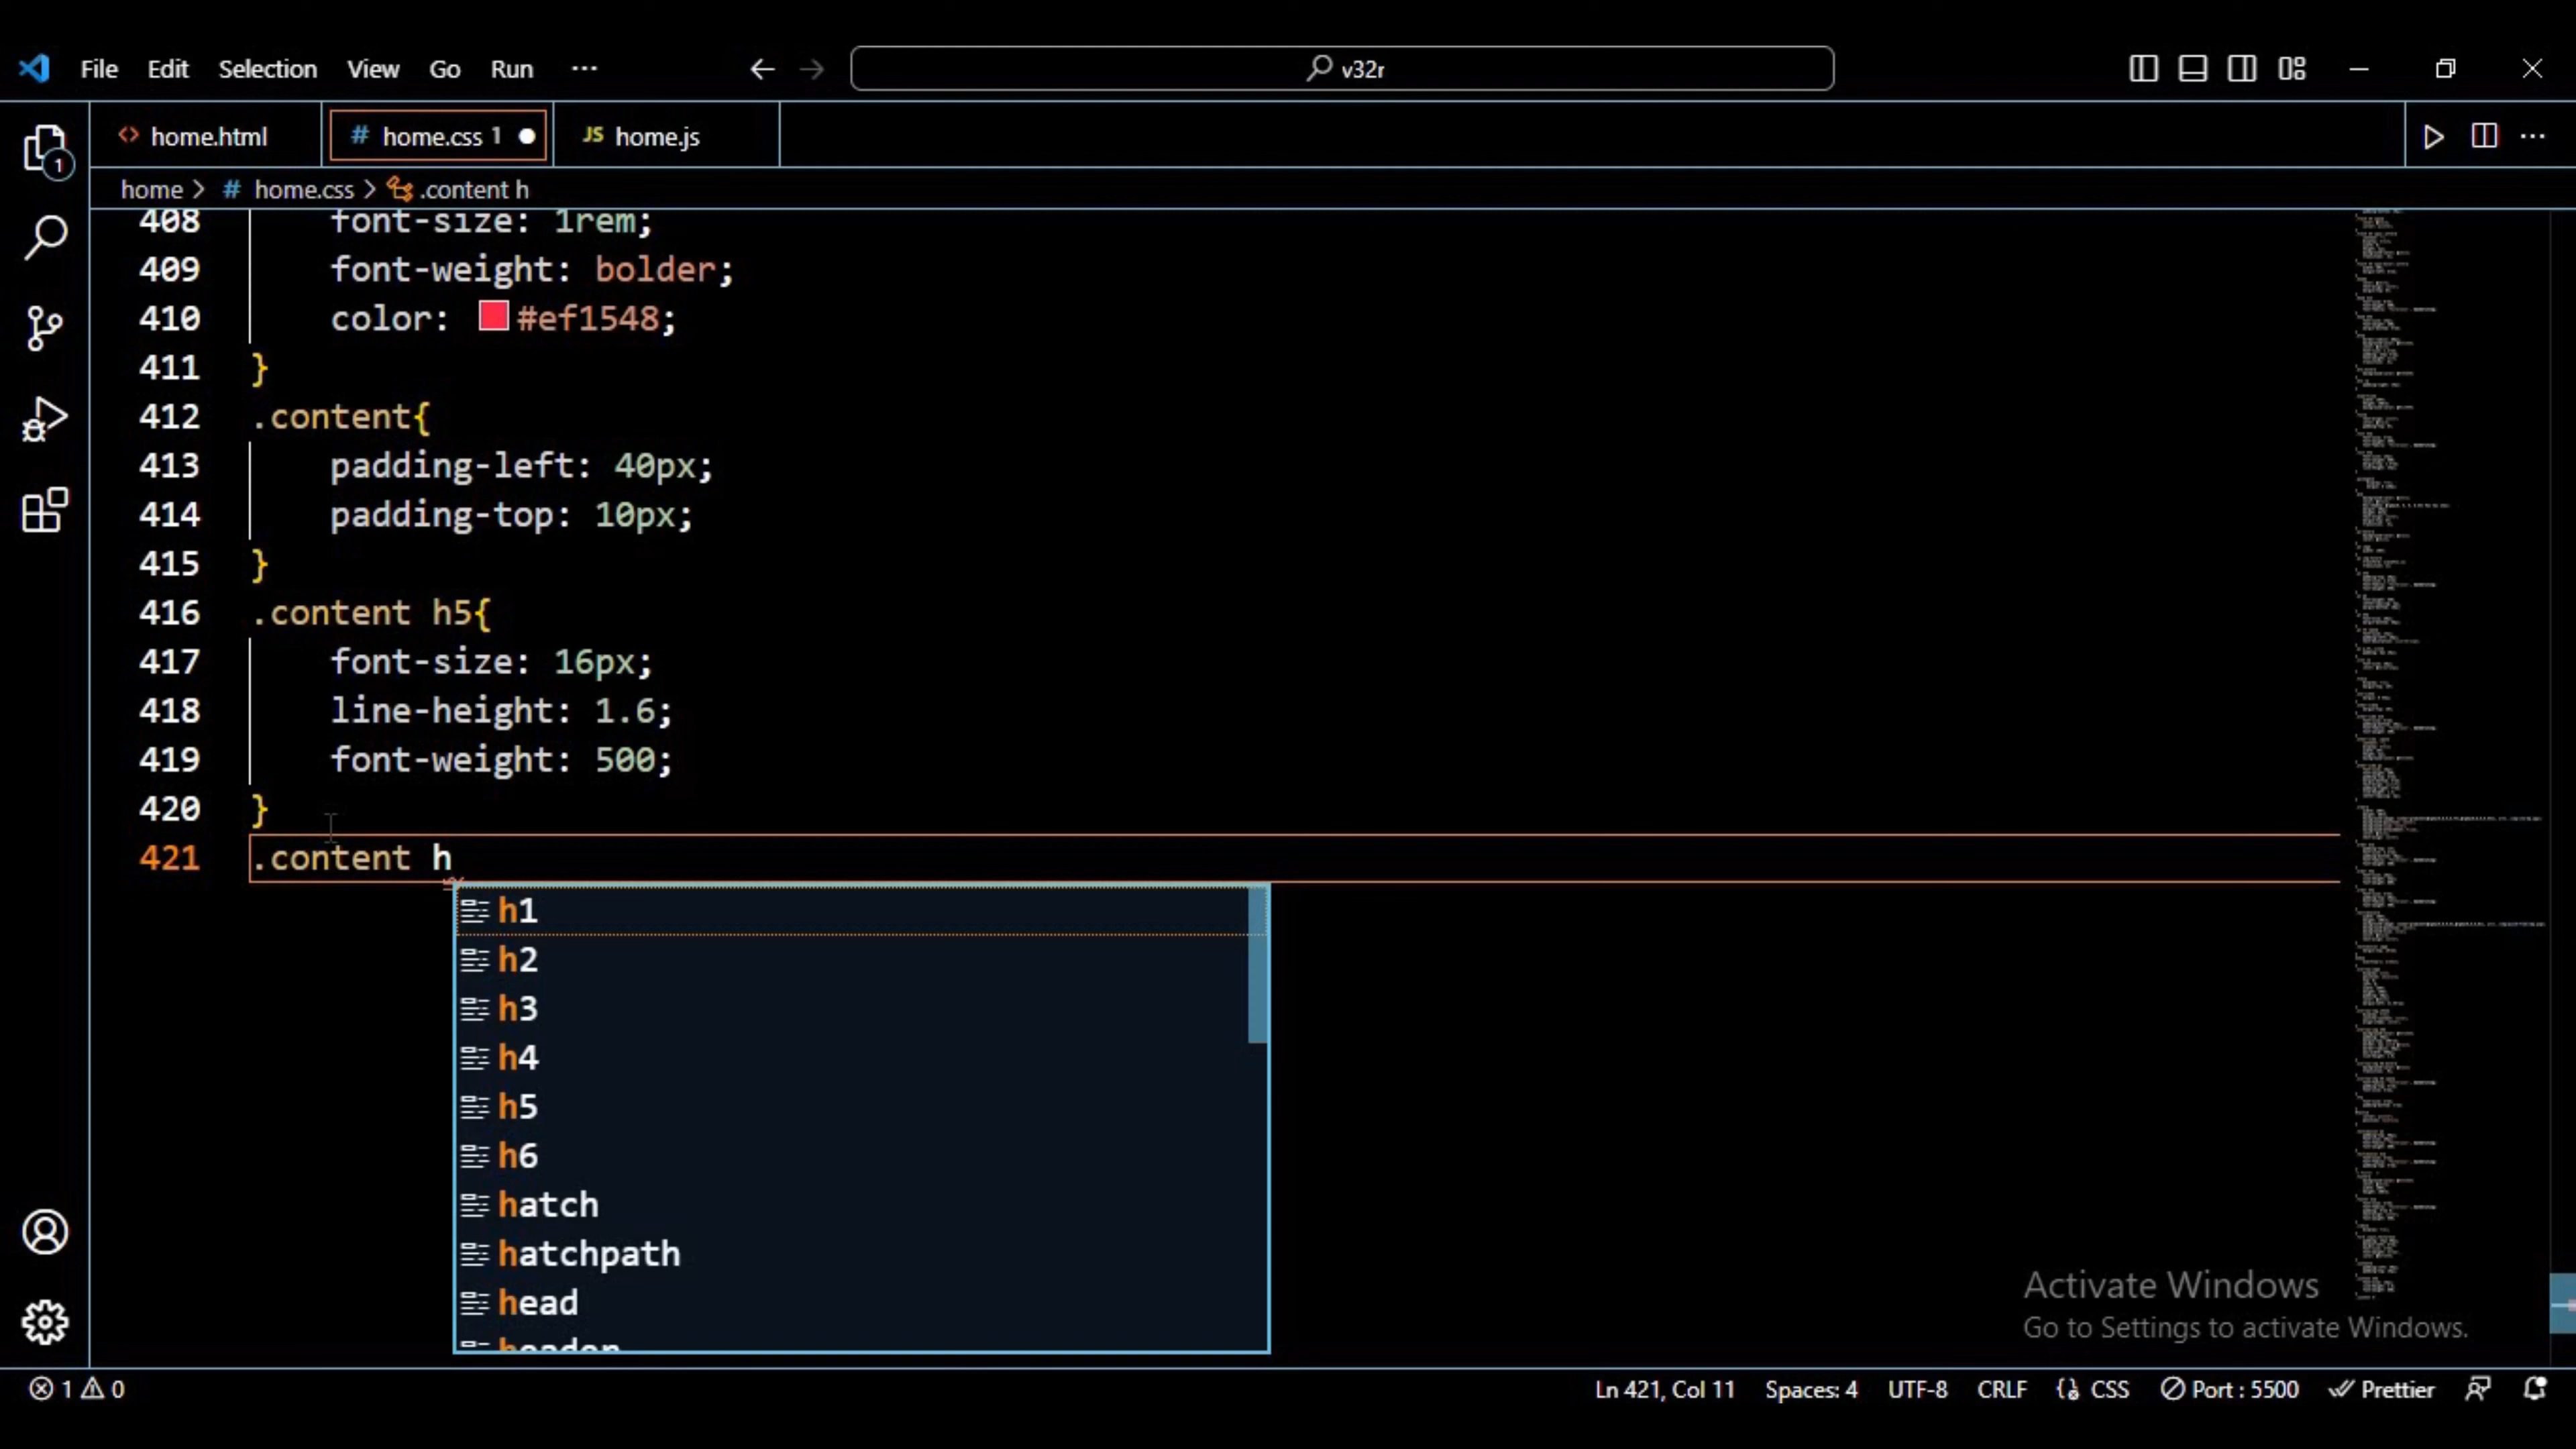 File Edit Selection View Go Run ··· v32r
home.html # home.css 1 JS home.js
home > # home.css > .content h
408 font-size: 1rem;
409 font-weight: bolder;
410 color: #ef1548;
411 }
412 .content{
413 padding-left: 40px;
414 padding-top: 10px;
415 }
416 .content h5{
417 font-size: 16px;
418 line-height: 1.6;
419 font-weight: 500;
420 }
421 .content h
h1
h2
h3
h4
h5
h6
hatch
hatchpath
head
header
1
Activate Windows
Go to Settings to activate Windows.
1 0 Ln 421, Col 11 Spaces: 4 UTF-8 CRLF CSS Port : 5500 Prettier